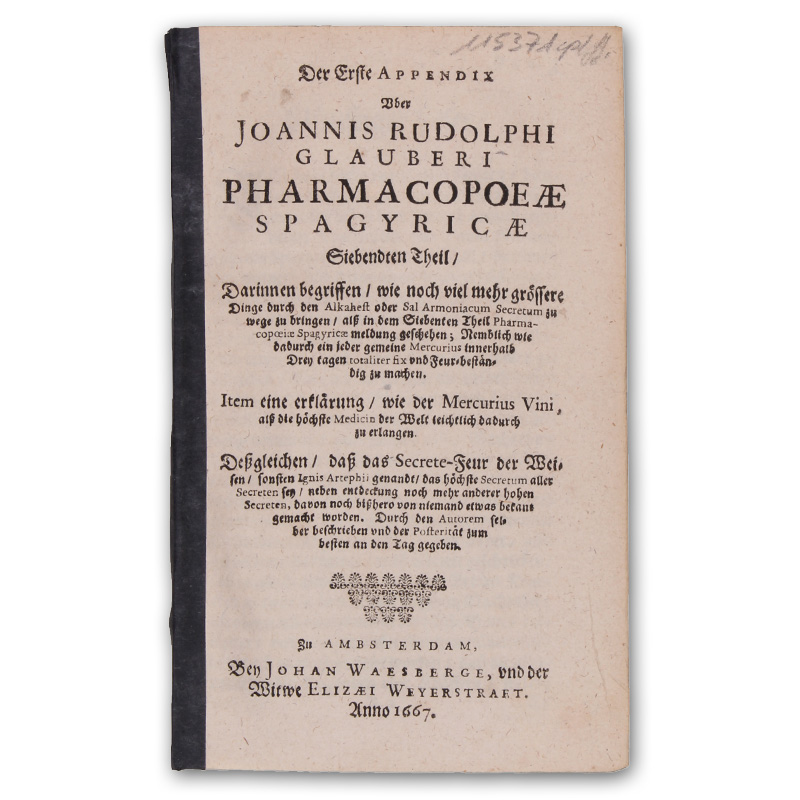 Der Erste APPENDIX
Vber
JOANNIS RUDOLPHI
GLAUBERI
PHARMACOPOEÆ
SPAGYRICÆ
Siebendten Theil /
Darinnen begriffen / wie noch viel mehr grössere
Dinge durch den Alkahest oder Sal Armoniacum Secretum zu
wege zu bringen / alß in dem Siebenten Theil Pharma-
copœiæ Spagyricæ meldung geschehen; Nemblich wie
dadurch ein jeder gemeine Mercurius innerhalb
Drey tagen totaliter fix vnd Feur-bestän-
dig zu machen.
Item eine erklärung / wie der Mercurius Vini,
alß die höchste Medicin der Welt leichtlich dadurch
zu erlangen.
Deßgleichen / daß das Secrete-Feur der Wei-
sen / sonsten Ignis Artephii genandt / das höchste Secretum aller
Secreten sey / neben entdeckung noch mehr anderer hohen
Secreten, davon noch bißhero von niemand etwas bekant
gemacht worden. Durch den Autorem sel-
ber beschrieben vnd der Posterität zum
besten an den Tag gegeben.
Zu AMBSTERDAM,
Bey JOHAN WAESBERGE, vnd der
Witwe ELIZÆI WEYERSTRAET.
Anno 1667.